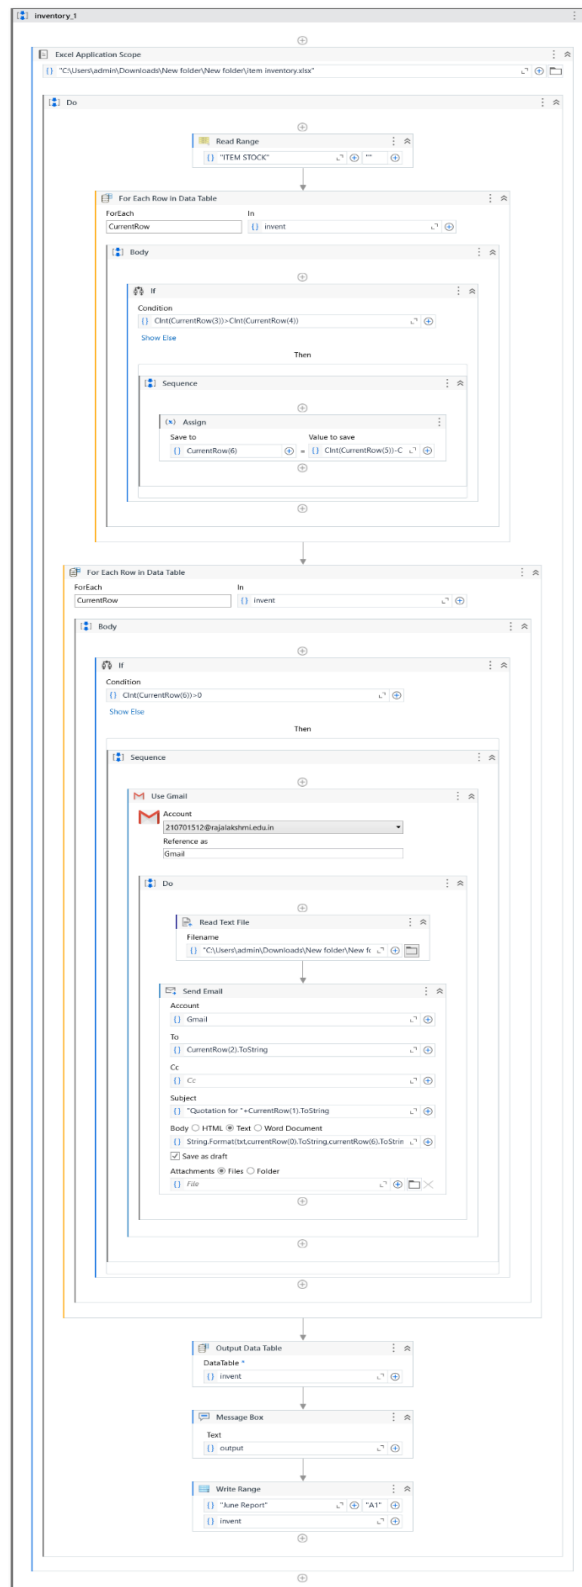 inventory_1
Excel Application Scope
"C:\Users\admin\Downloads\New folder\New folder\item inventory.xlsx"
Do
Read Range
"ITEM STOCK" ""
For Each Row in Data Table
ForEach In
CurrentRow invent
Body
If
Condition
CInt(CurrentRow(3))>CInt(CurrentRow(4))
Show Else
Then
Sequence
Assign
Save to Value to save
CurrentRow(6) = CInt(CurrentRow(5))-C
For Each Row in Data Table
ForEach In
CurrentRow invent
Body
If
Condition
CInt(CurrentRow(6))>0
Show Else
Then
Sequence
Use Gmail
Account
210701512@rajalakshmi.edu.in
Reference as
Gmail
Do
Read Text File
Filename
"C:\Users\admin\Downloads\New folder\New fo
Send Email
Account
Gmail
To
CurrentRow(2).ToString
Cc
Cc
Subject
"Quotation for "+CurrentRow(1).ToString
Body HTML Text Word Document
String.Format(txt,currentRow(0).ToString,currentRow(6).ToStrin
Save as draft
Attachments Files Folder
File
Output Data Table
DataTable *
invent
Message Box
Text
output
Write Range
"June Report" "A1"
invent